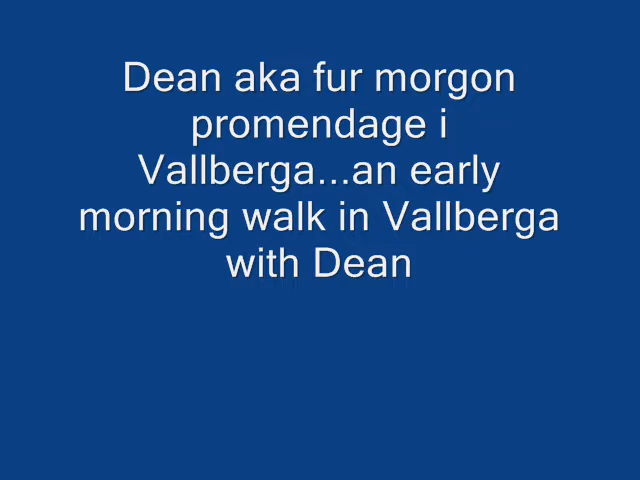 Dean aka fur morgon
promendage i
Vallberga...an early
morning walk in Vallberga
with Dean